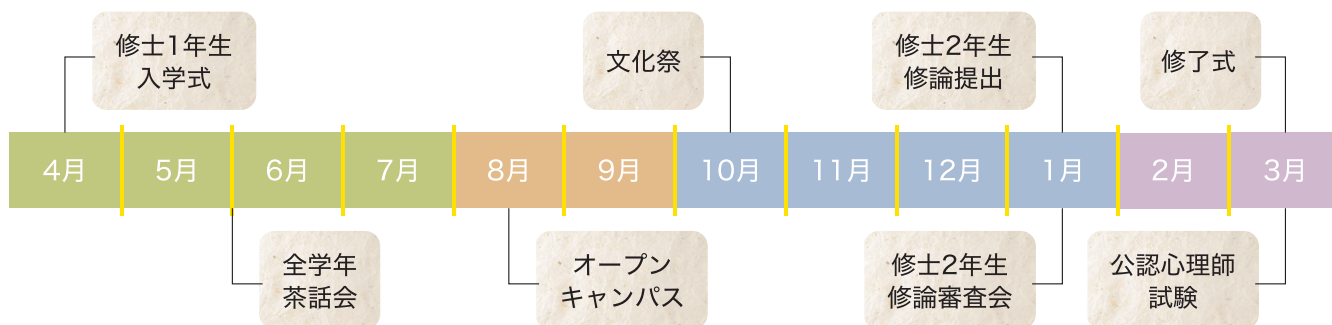 修士1年生
入学式
文化祭
修士2年生
修論提出
修了式
4月
5月
6月
7月
8月
9月
10月
11月
12月
1月
2月
3月
全学年
茶話会
オープン
キャンパス
修士2年生
修論審査会
公認心理師
試験